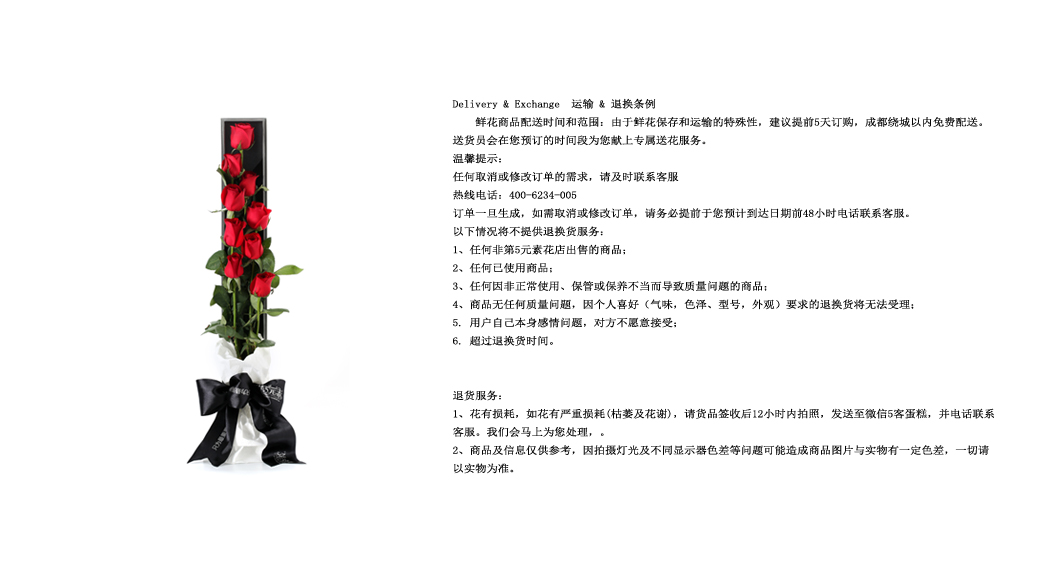 Delivery & Exchange  运输 & 退换条例
鲜花商品配送时间和范围：由于鲜花保存和运输的特殊性，建议提前5天订购，成都绕城以内免费配送。
送货员会在您预订的时间段为您献上专属送花服务。
温馨提示；
任何取消或修改订单的需求，请及时联系客服
热线电话：400-6234-005
订单一旦生成，如需取消或修改订单，请务必提前于您预计到达日期前48小时电话联系客服。
以下情况将不提供退换货服务：
1、任何非第5元素花店出售的商品；
2、任何已使用商品；
3、任何因非正常使用、保管或保养不当而导致质量问题的商品；
4、商品无任何质量问题，因个人喜好（气味，色泽、型号，外观）要求的退换货将无法受理；
5. 用户自己本身感情问题，对方不愿意接受；
6. 超过退换货时间。
退货服务：
1、花有损耗，如花有严重损耗(枯萎及花谢)，请货品签收后12小时内拍照，发送至微信5客蛋糕，并电话联系
客服。我们会马上为您处理，。
2、商品及信息仅供参考，因拍摄灯光及不同显示器色差等问题可能造成商品图片与实物有一定色差，一切请
以实物为准。